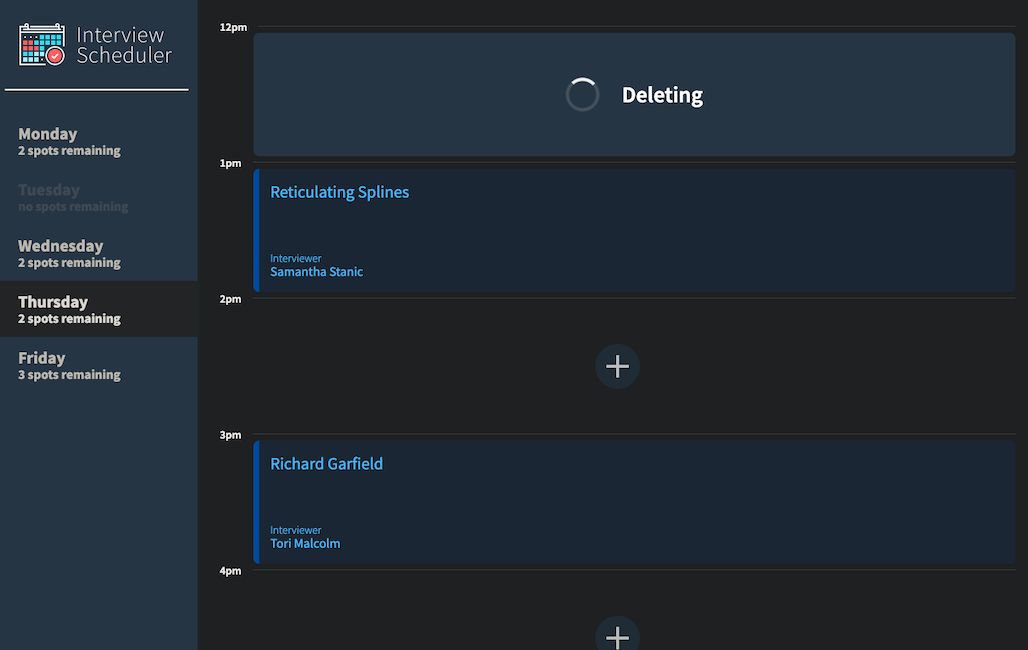 Interview
Scheduler
Monday
2 spots remaining
Tuesday
no spots remaining
Wednesday
2 spots remaining
Thursday
2 spots remaining
Friday
3 spots remaining
12pm
Deleting
1pm
Reticulating Splines
Interviewer
Samantha Stanic
2pm
3pm
Richard Garfield
Interviewer
Tori Malcolm
4pm